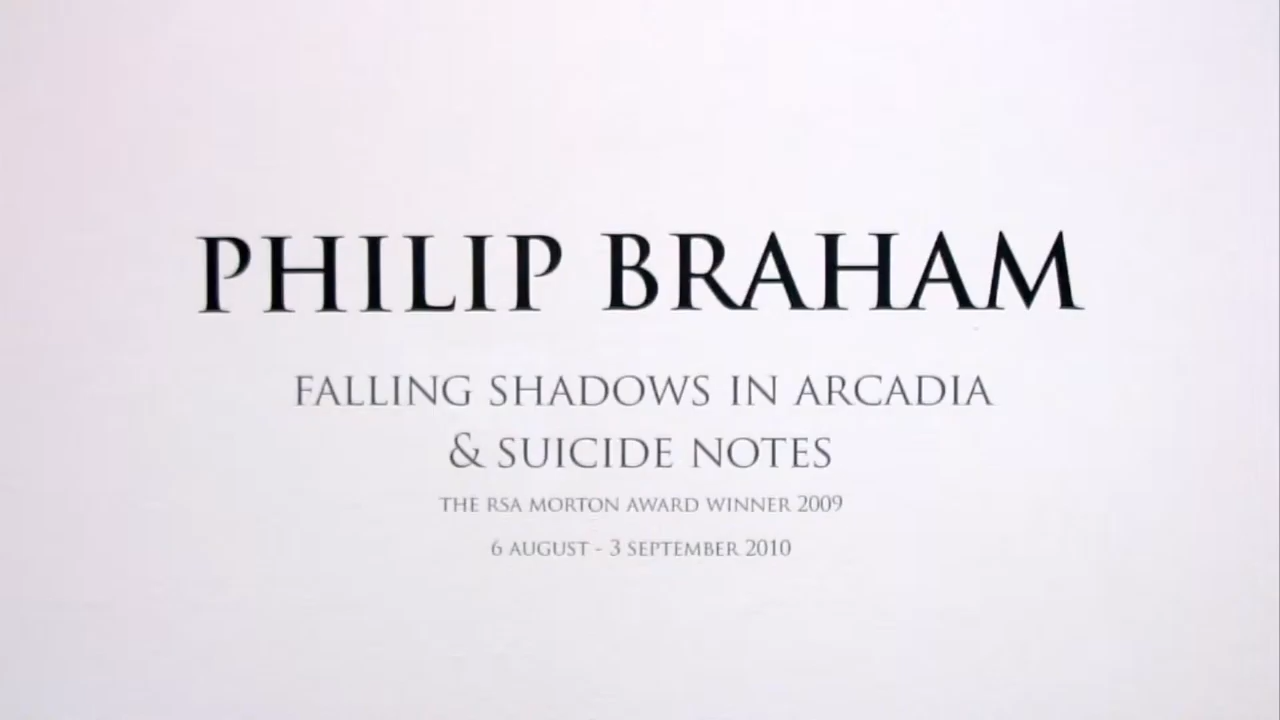 PHILIP BRAHAM
FALLING SHADOWS IN ARCADIA
& SUICIDE NOTES
THE RSA MORTON AWARD WINNER 2009
6 AUGUST - 3 SEPTEMBER 2010